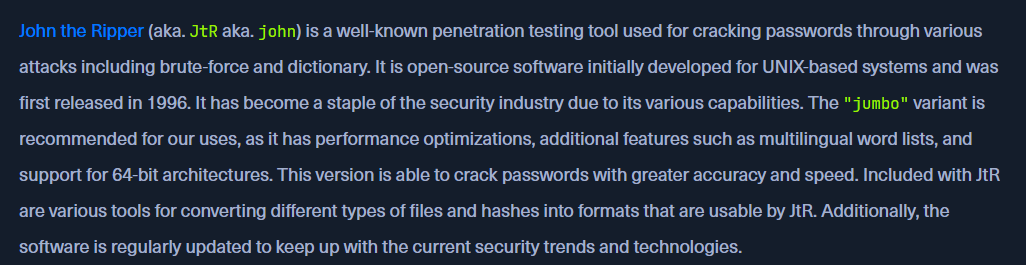 John the Ripper (aka. JtR aka. john) is a well-known penetration testing tool used for cracking passwords through various
attacks including brute-force and dictionary. It is open-source software initially developed for UNIX-based systems and was
first released in 1996. It has become a staple of the security industry due to its various capabilities. The "jumbo" variant is
recommended for our uses, as it has performance optimizations, additional features such as multilingual word lists, and
support for 64-bit architectures. This version is able to crack passwords with greater accuracy and speed. Included with JtR
are various tools for converting different types of files and hashes into formats that are usable by JtR. Additionally, the
software is regularly updated to keep up with the current security trends and technologies.